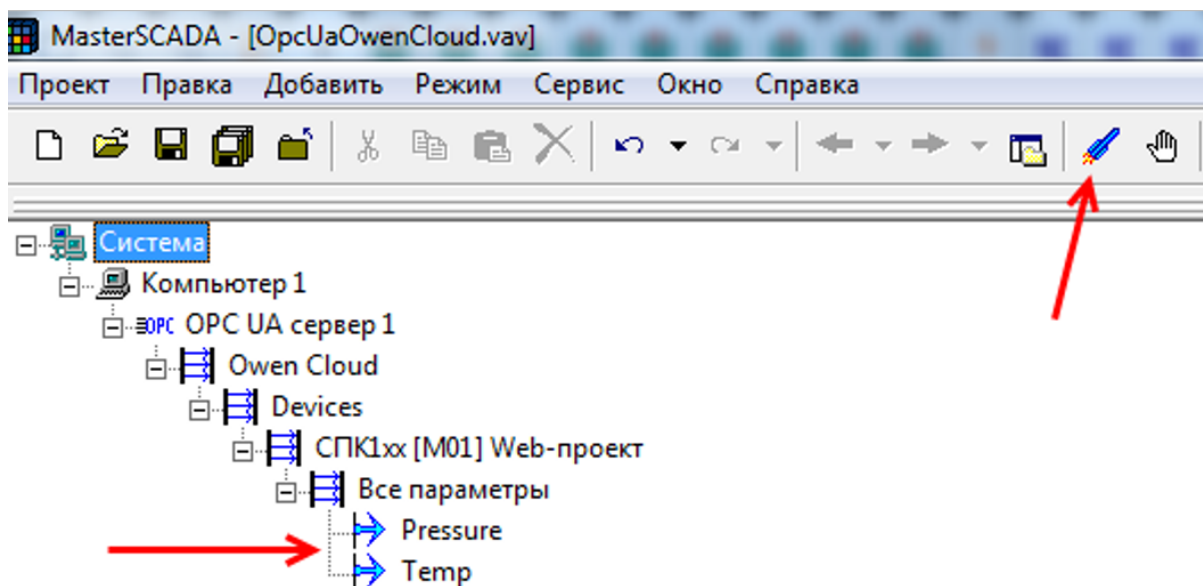 MasterSCADA - [OpcUaOwenCloud.vav]
Проект Правка Добавить Режим Сервис Окно Справка
Система
Компьютер 1
OPC OPC UA сервер 1
Owen Cloud
Devices
СПК1xx [M01] Web-проект
Все параметры
Pressure
Temp